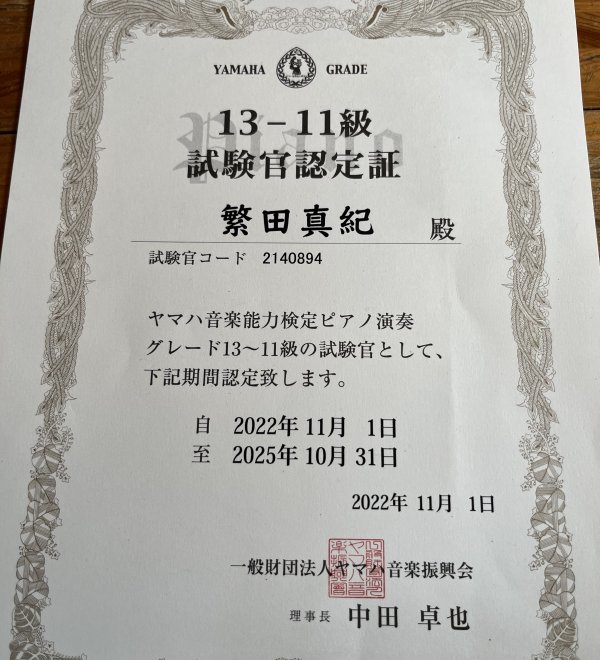 YAMAHA GRADE
Piano
13－11級
試験官認定証
繁田真紀 殿
試験官コード 2140894
ヤマハ音楽能力検定ピアノ演奏
グレード13～11級の試験官として、
下記期間認定致します。
自 2022年 11月 1日
至 2025年 10月 31日
2022年 11月 1日
一般財団法人ヤマハ音楽振興会
理事長 中田 卓也